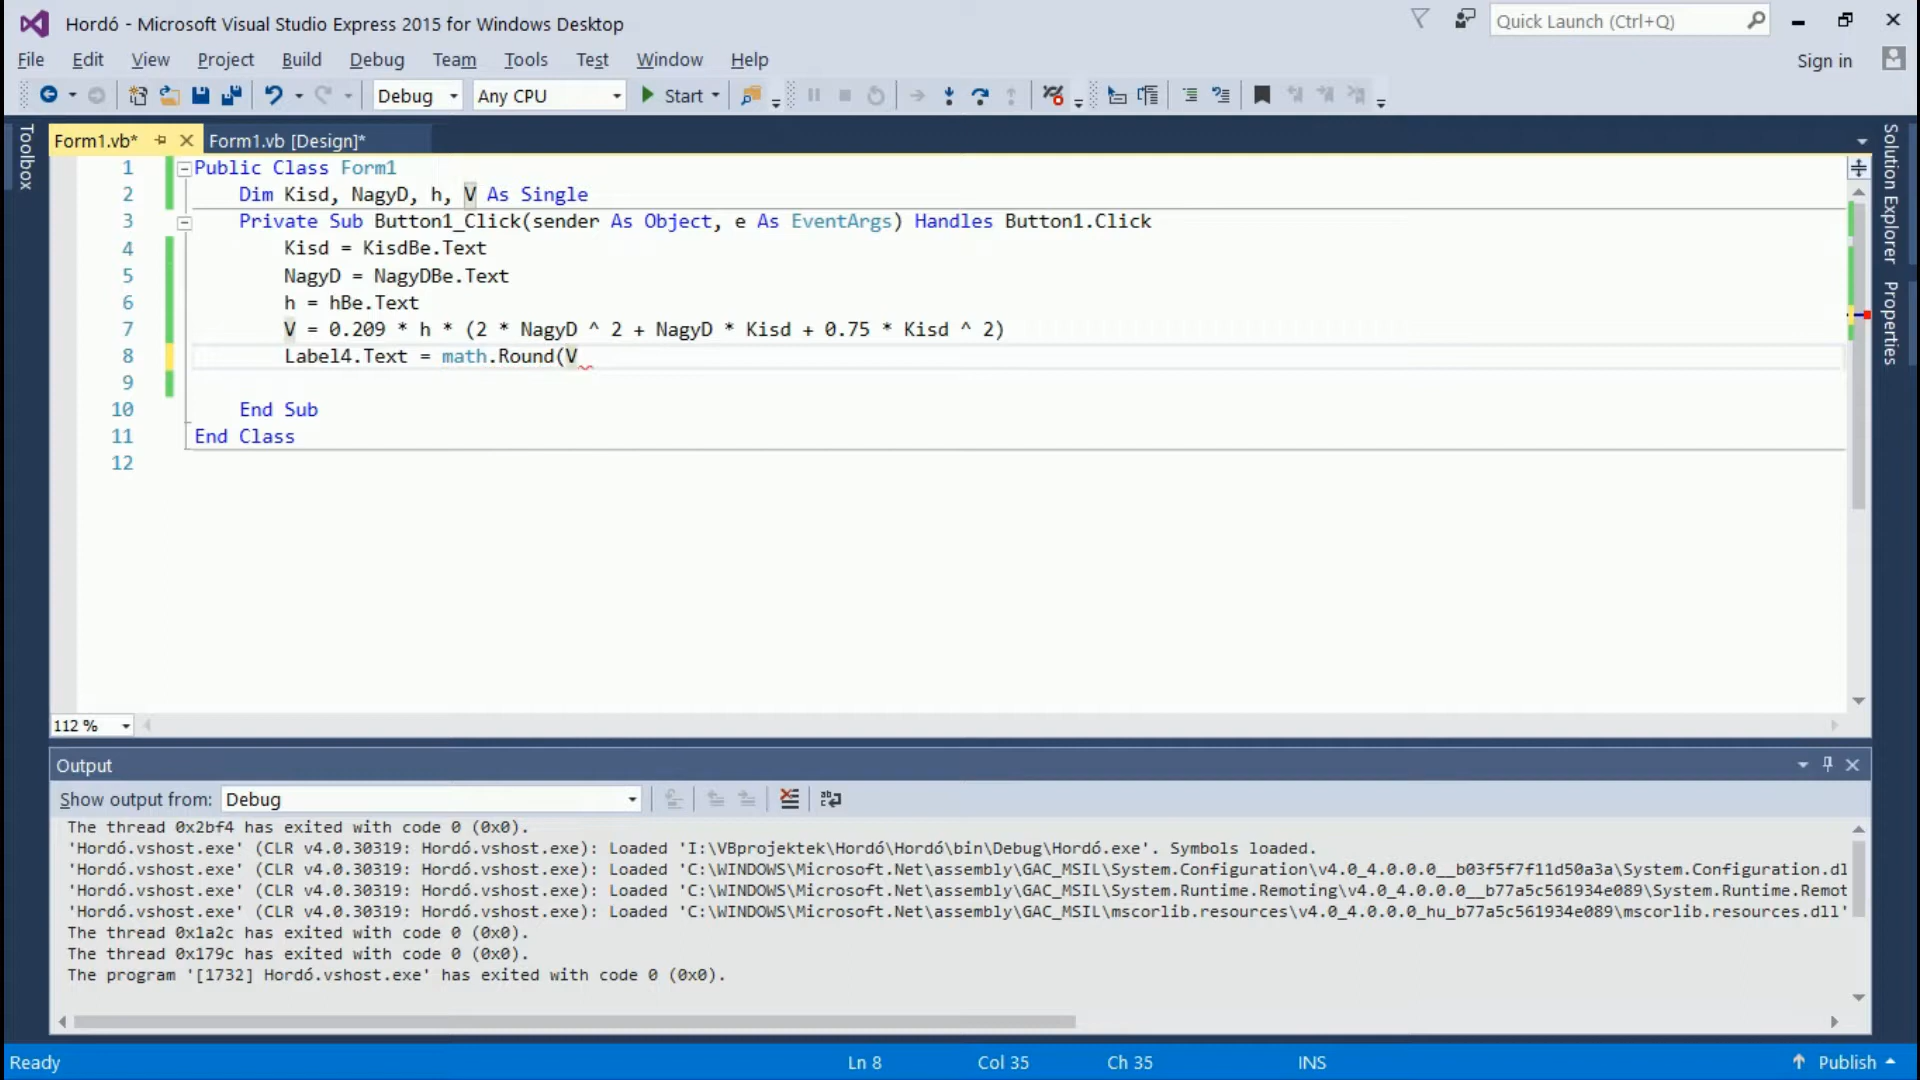 Hordó - Microsoft Visual Studio Express 2015 for Windows Desktop
Quick Launch (Ctrl+Q)
File Edit View Project Build Debug Team Tools Test Window Help
Sign in
Debug Any CPU Start
Toolbox
Form1.vb* Form1.vb [Design]*
Solution Explorer
Properties
1 Public Class Form1
2 Dim Kisd, NagyD, h, V As Single
3 Private Sub Button1_Click(sender As Object, e As EventArgs) Handles Button1.Click
4 Kisd = KisdBe.Text
5 NagyD = NagyDBe.Text
6 h = hBe.Text
7 V = 0.209 * h * (2 * NagyD ^ 2 + NagyD * Kisd + 0.75 * Kisd ^ 2)
8 Label4.Text = math.Round(V
9
10 End Sub
11 End Class
12
112 %
Output
Show output from: Debug
The thread 0x2bf4 has exited with code 0 (0x0).
'Hordó.vshost.exe' (CLR v4.0.30319: Hordó.vshost.exe): Loaded 'I:\VBprojektek\Hordó\Hordó\bin\Debug\Hordó.exe'. Symbols loaded.
'Hordó.vshost.exe' (CLR v4.0.30319: Hordó.vshost.exe): Loaded 'C:\WINDOWS\Microsoft.Net\assembly\GAC_MSIL\System.Configuration\v4.0_4.0.0.0__b03f5f7f11d50a3a\System.Configuration.dl
'Hordó.vshost.exe' (CLR v4.0.30319: Hordó.vshost.exe): Loaded 'C:\WINDOWS\Microsoft.Net\assembly\GAC_MSIL\System.Runtime.Remoting\v4.0_4.0.0.0__b77a5c561934e089\System.Runtime.Remot
'Hordó.vshost.exe' (CLR v4.0.30319: Hordó.vshost.exe): Loaded 'C:\WINDOWS\Microsoft.Net\assembly\GAC_MSIL\mscorlib.resources\v4.0_4.0.0.0_hu_b77a5c561934e089\mscorlib.resources.dll'
The thread 0x1a2c has exited with code 0 (0x0).
The thread 0x179c has exited with code 0 (0x0).
The program '[1732] Hordó.vshost.exe' has exited with code 0 (0x0).
Ready Ln 8 Col 35 Ch 35 INS Publish